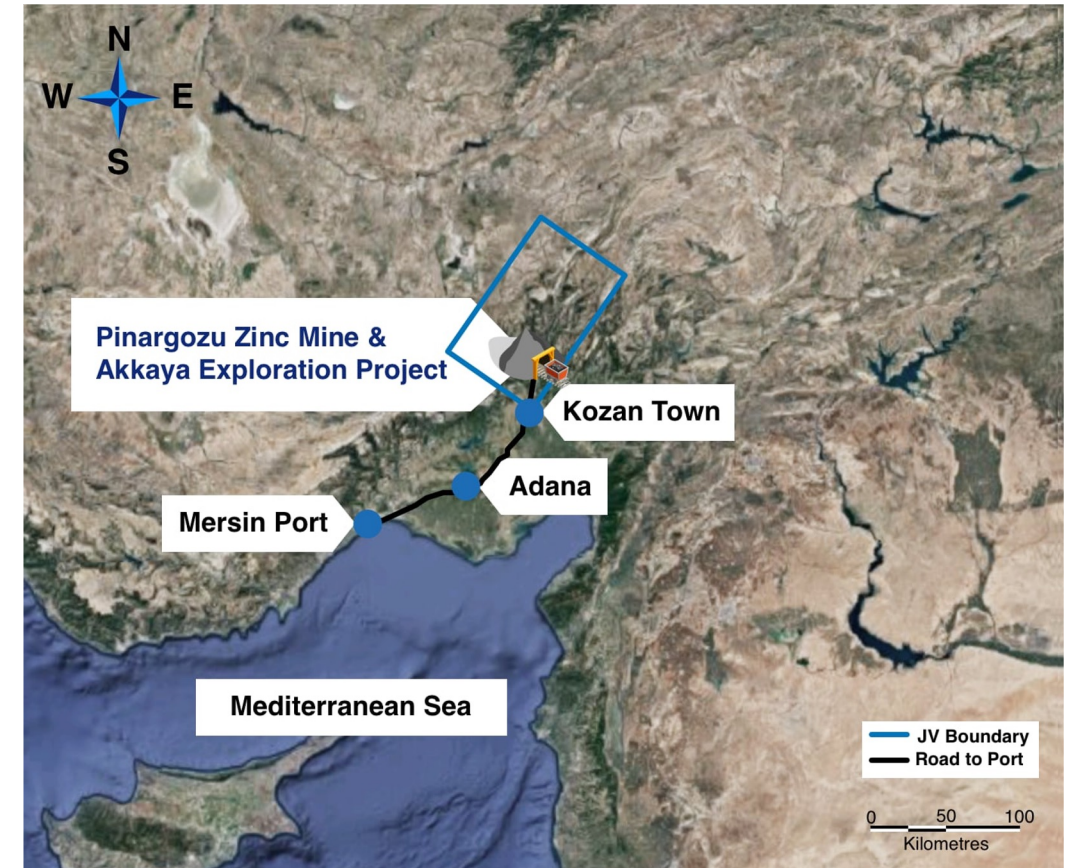 N
W E
S
Pinargozu Zinc Mine &
Akkaya Exploration Project
Kozan Town
Adana
Mersin Port
Mediterranean Sea
JV Boundary
Road to Port
0 50 100
Kilometres